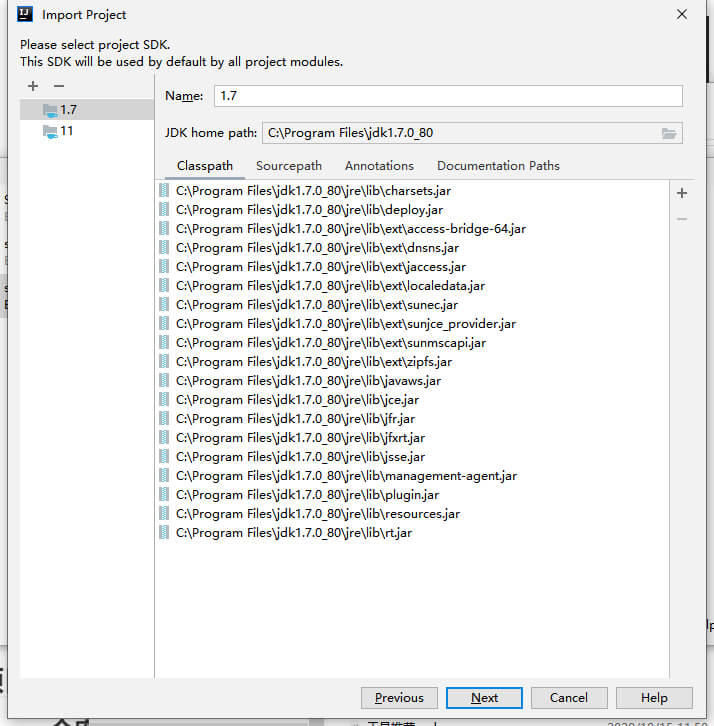 Import Project
Please select project SDK.
This SDK will be used by default by all project modules.
1.7
11
Name: 1.7
JDK home path: C:\Program Files\jdk1.7.0_80
Classpath Sourcepath Annotations Documentation Paths
C:\Program Files\jdk1.7.0_80\jre\lib\charsets.jar
C:\Program Files\jdk1.7.0_80\jre\lib\deploy.jar
C:\Program Files\jdk1.7.0_80\jre\lib\ext\access-bridge-64.jar
C:\Program Files\jdk1.7.0_80\jre\lib\ext\dnsns.jar
C:\Program Files\jdk1.7.0_80\jre\lib\ext\jaccess.jar
C:\Program Files\jdk1.7.0_80\jre\lib\ext\localedata.jar
C:\Program Files\jdk1.7.0_80\jre\lib\ext\sunec.jar
C:\Program Files\jdk1.7.0_80\jre\lib\ext\sunjce_provider.jar
C:\Program Files\jdk1.7.0_80\jre\lib\ext\sunmscapi.jar
C:\Program Files\jdk1.7.0_80\jre\lib\ext\zipfs.jar
C:\Program Files\jdk1.7.0_80\jre\lib\javaws.jar
C:\Program Files\jdk1.7.0_80\jre\lib\jce.jar
C:\Program Files\jdk1.7.0_80\jre\lib\jfr.jar
C:\Program Files\jdk1.7.0_80\jre\lib\jfxrt.jar
C:\Program Files\jdk1.7.0_80\jre\lib\jsse.jar
C:\Program Files\jdk1.7.0_80\jre\lib\management-agent.jar
C:\Program Files\jdk1.7.0_80\jre\lib\plugin.jar
C:\Program Files\jdk1.7.0_80\jre\lib\resources.jar
C:\Program Files\jdk1.7.0_80\jre\lib\rt.jar
Previous Next Cancel Help